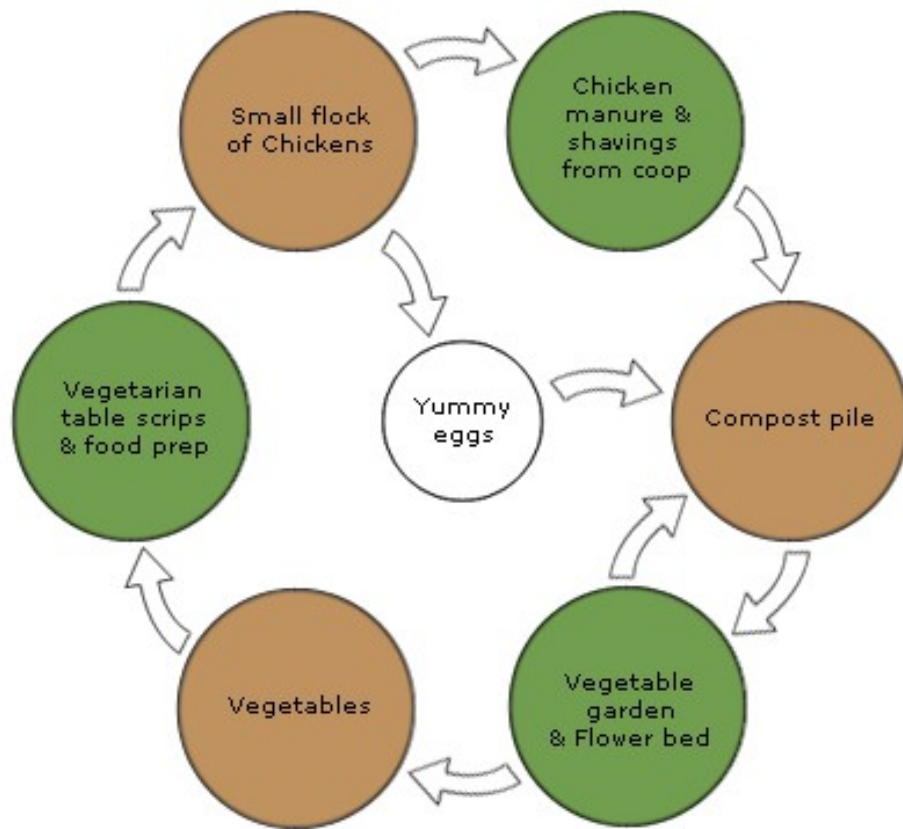 Small flock
of Chickens
Chicken
manure &
shavings
from coop
Vegetarian
table scrips
& food prep
Yummy
eggs
Compost pile
Vegetables
Vegetable
garden
& Flower bed